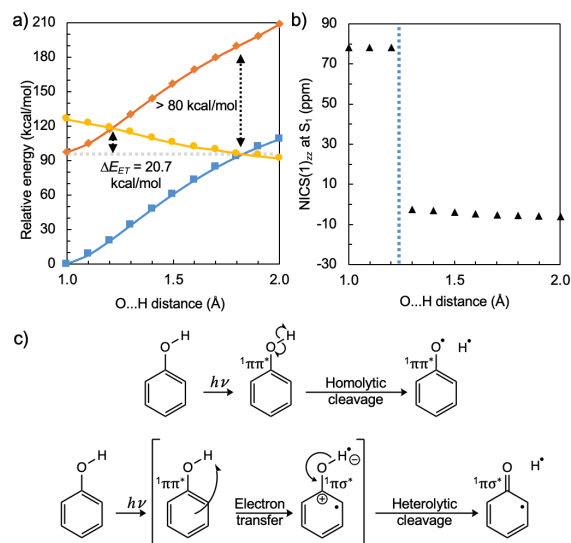 a)
210
180
150
120
90
60
30
0
Relative energy (kcal/mol)
> 80 kcal/mol
ΔE_ET = 20.7
kcal/mol
1.0
1.5
2.0
O...H distance (Å)
b)
90
70
50
30
10
-10
-30
NICS(1)zz at S1 (ppm)
1.0
1.5
2.0
O...H distance (Å)
c)
O H
hν
1ππ*
O H
Homolytic
cleavage
1ππ*
O• H•
O H
hν
1ππ*
O H
Electron
transfer
O H• ⊖
1πσ*
⊕ •
Heterolytic
cleavage
1πσ*
O H•
•